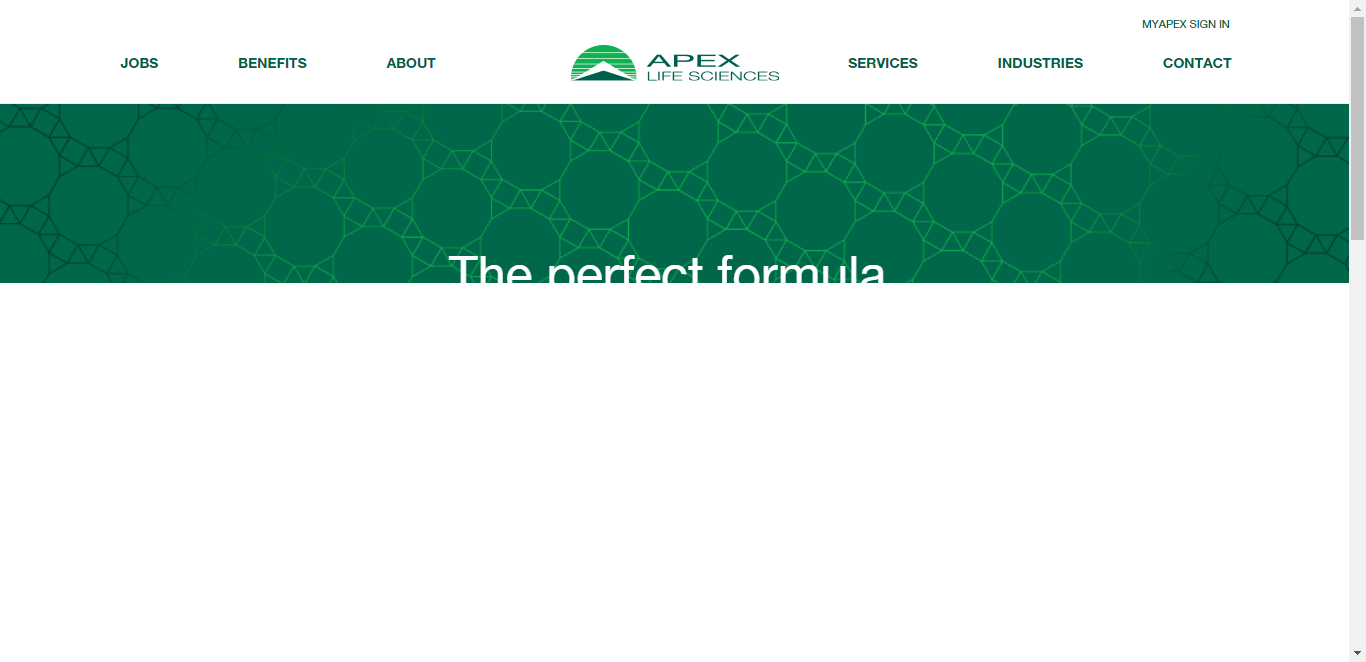 MYAPEX SIGN IN
JOBS BENEFITS ABOUT APEX LIFE SCIENCES SERVICES INDUSTRIES CONTACT
The perfect formula